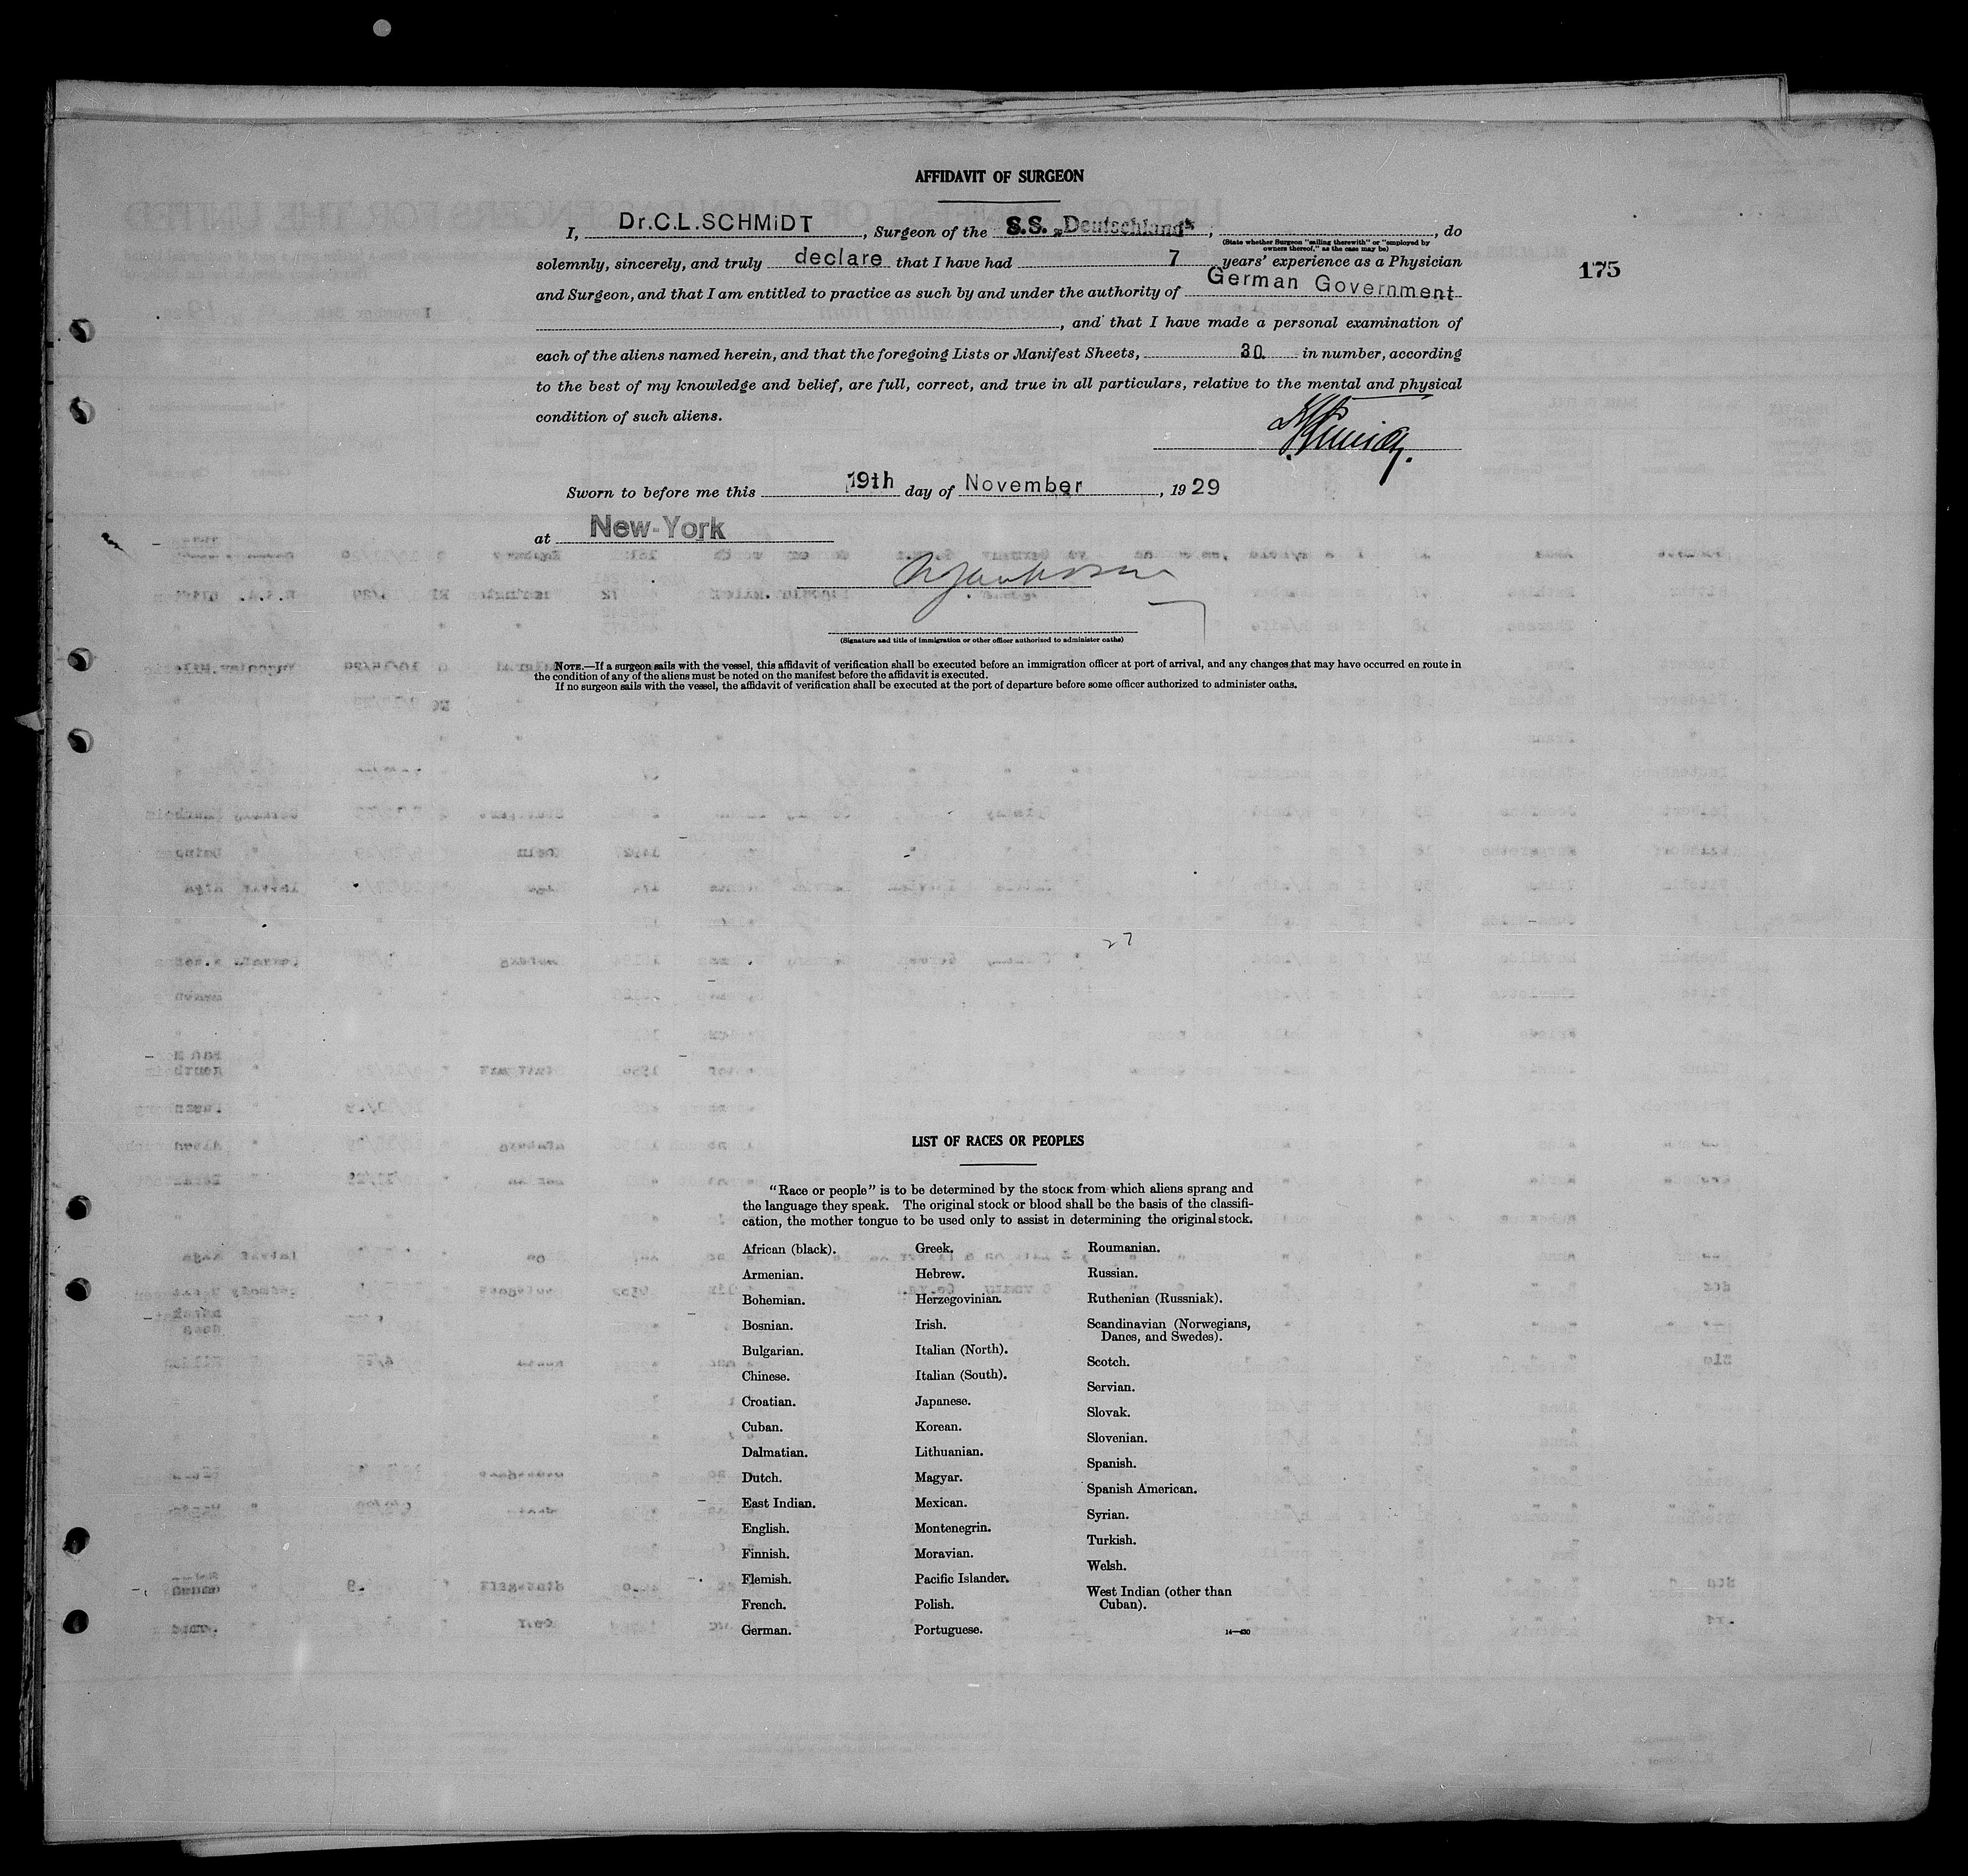 AFFIDAVIT OF SURGEON
I, Dr.C.L.SCHMiDT, Surgeon of the S.S. „Deutschland", , do
(State whether Surgeon "sailing therewith" or "employed by
owners thereof," as the case may be)
solemnly, sincerely, and truly declare that I have had 7 years' experience as a Physician
175
and Surgeon, and that I am entitled to practice as such by and under the authority of German Government
, and that I have made a personal examination of
each of the aliens named herein, and that the foregoing Lists or Manifest Sheets, 30 in number, according
to the best of my knowledge and belief, are full, correct, and true in all particulars, relative to the mental and physical
condition of such aliens.
Sworn to before me this 19th day of November, 1929
at New-York
(Signature and title of immigration or other officer authorized to administer oaths)
NOTE.—If a surgeon sails with the vessel, this affidavit of verification shall be executed before an immigration officer at port of arrival, and any changes that may have occurred en route in
the condition of any of the aliens must be noted on the manifest before the affidavit is executed.
If no surgeon sails with the vessel, the affidavit of verification shall be executed at the port of departure before some officer authorized to administer oaths.
27
LIST OF RACES OR PEOPLES
"Race or people" is to be determined by the stock from which aliens sprang and
the language they speak. The original stock or blood shall be the basis of the classifi-
cation, the mother tongue to be used only to assist in determining the original stock.
African (black).
Armenian.
Bohemian.
Bosnian.
Bulgarian.
Chinese.
Croatian.
Cuban.
Dalmatian.
Dutch.
East Indian.
English.
Finnish.
Flemish.
French.
German.
Greek.
Hebrew.
Herzegovinian.
Irish.
Italian (North).
Italian (South).
Japanese.
Korean.
Lithuanian.
Magyar.
Mexican.
Montenegrin.
Moravian.
Pacific Islander.
Polish.
Portuguese.
Roumanian.
Russian.
Ruthenian (Russniak).
Scandinavian (Norwegians,
Danes, and Swedes).
Scotch.
Servian.
Slovak.
Slovenian.
Spanish.
Spanish American.
Syrian.
Turkish.
Welsh.
West Indian (other than
Cuban).